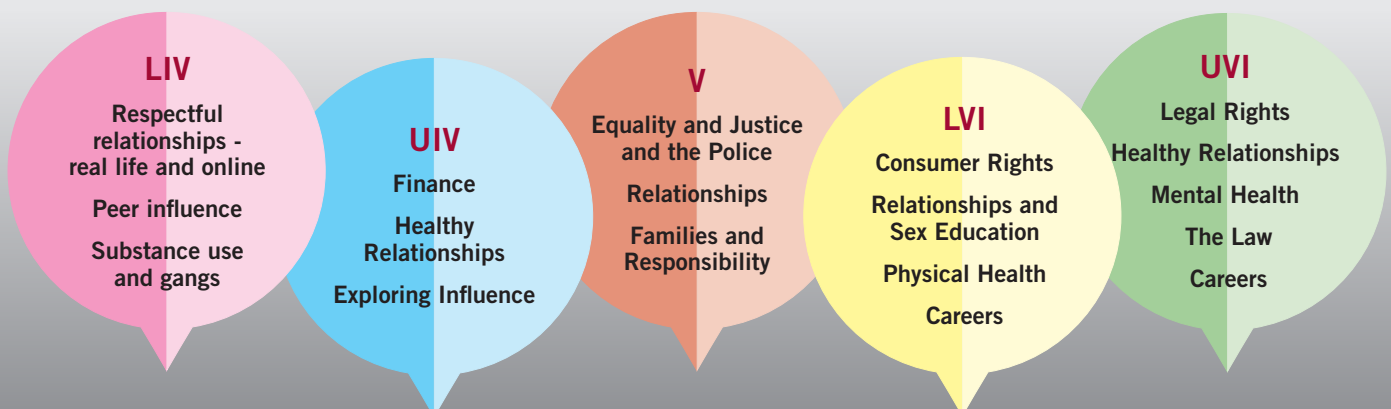 LIV
Respectful
relationships -
real life and online
Peer influence
Substance use
and gangs
UIV
Finance
Healthy
Relationships
Exploring Influence
V
Equality and Justice
and the Police
Relationships
Families and
Responsibility
LVI
Consumer Rights
Relationships and
Sex Education
Physical Health
Careers
UVI
Legal Rights
Healthy Relationships
Mental Health
The Law
Careers